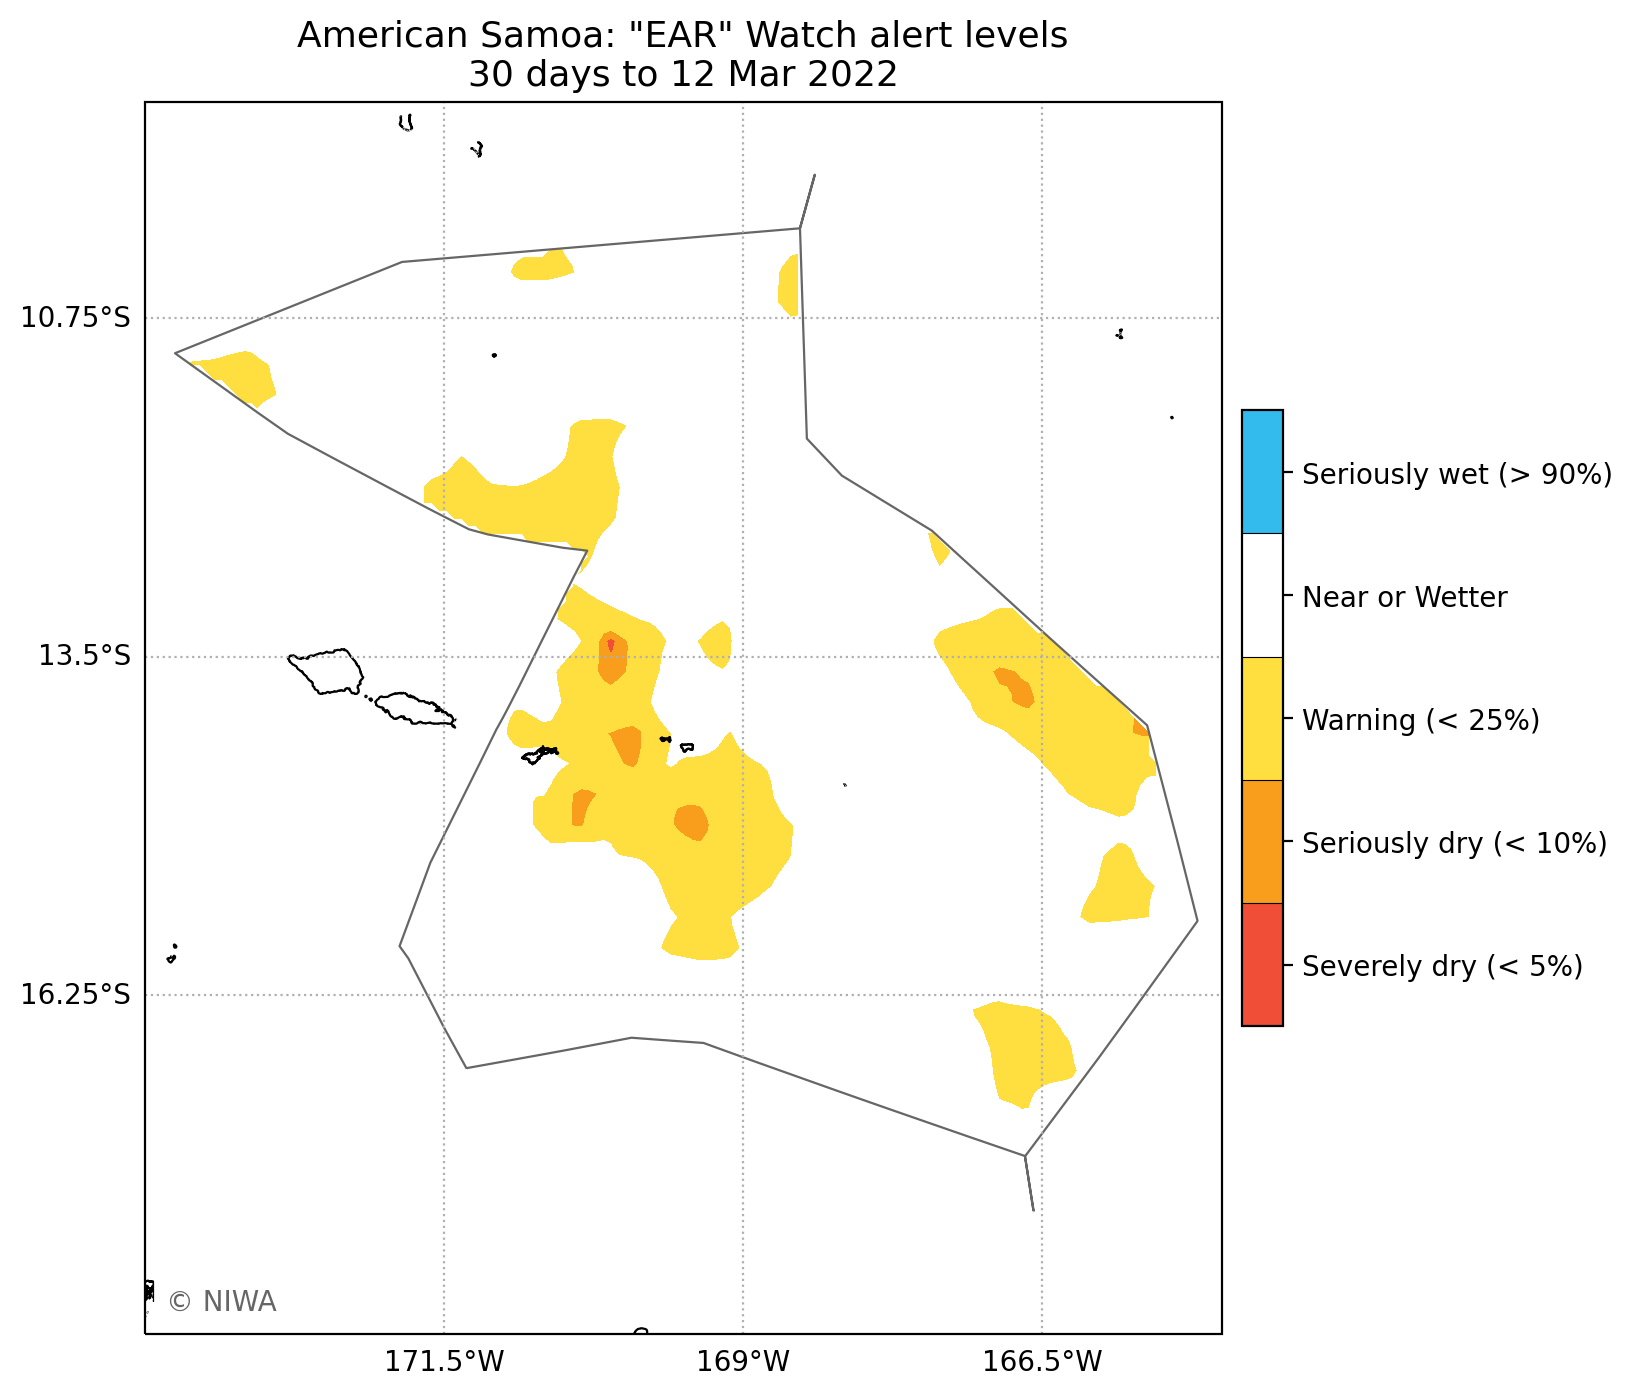 American Samoa: "EAR" Watch alert levels
30 days to 12 Mar 2022
10.75°S
13.5°S
16.25°S
171.5°W
169°W
166.5°W
Seriously wet (> 90%)
Near or Wetter
Warning (< 25%)
Seriously dry (< 10%)
Severely dry (< 5%)
© NIWA